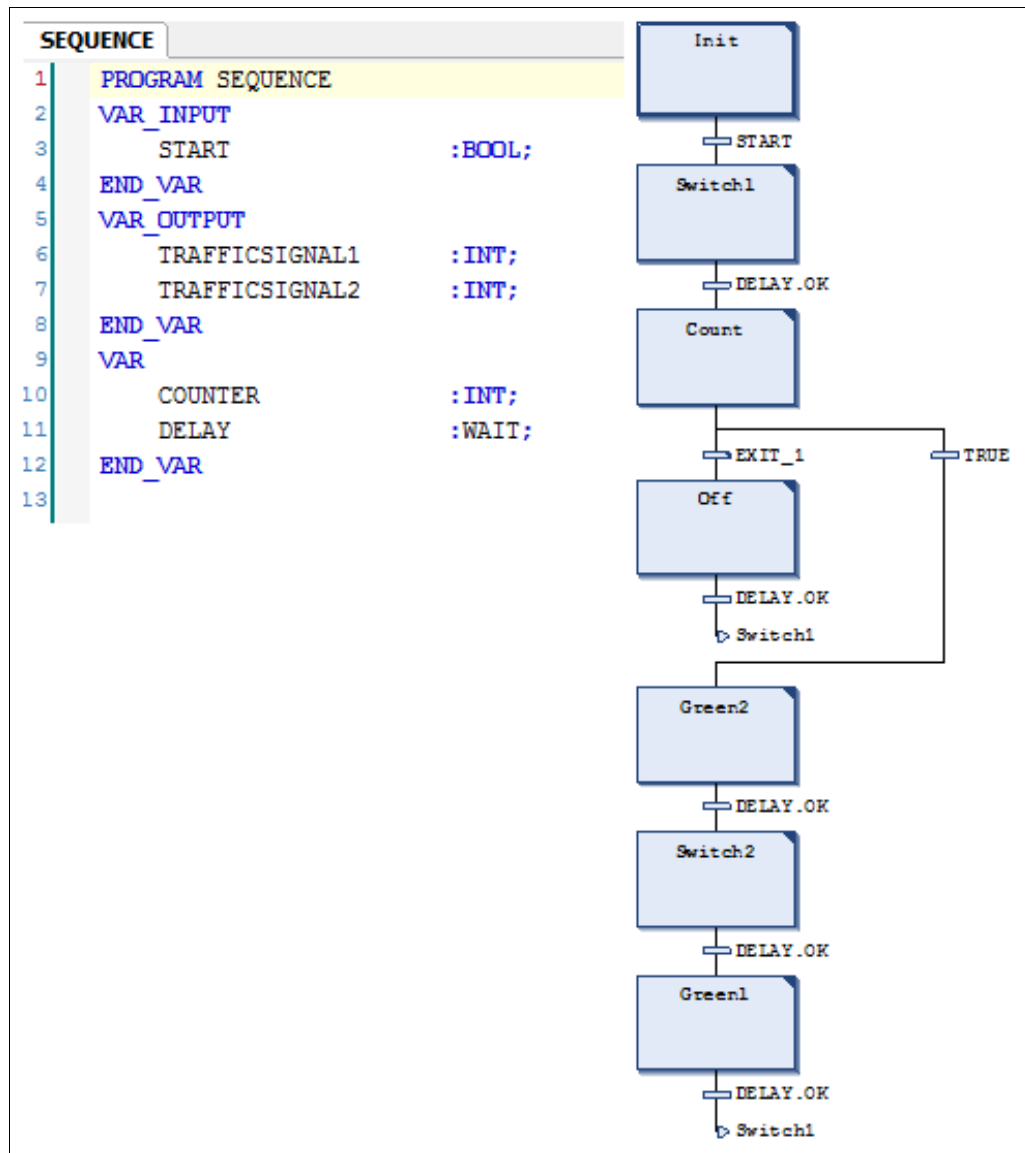 SEQUENCE
1 PROGRAM SEQUENCE
2 VAR_INPUT
3 START :BOOL;
4 END_VAR
5 VAR_OUTPUT
6 TRAFFICSIGNAL1 :INT;
7 TRAFFICSIGNAL2 :INT;
8 END_VAR
9 VAR
10 COUNTER :INT;
11 DELAY :WAIT;
12 END_VAR
13
Init
START
Switch1
DELAY.OK
Count
EXIT_1 TRUE
Off
DELAY.OK
Switch1
Green2
DELAY.OK
Switch2
DELAY.OK
Green1
DELAY.OK
Switch1